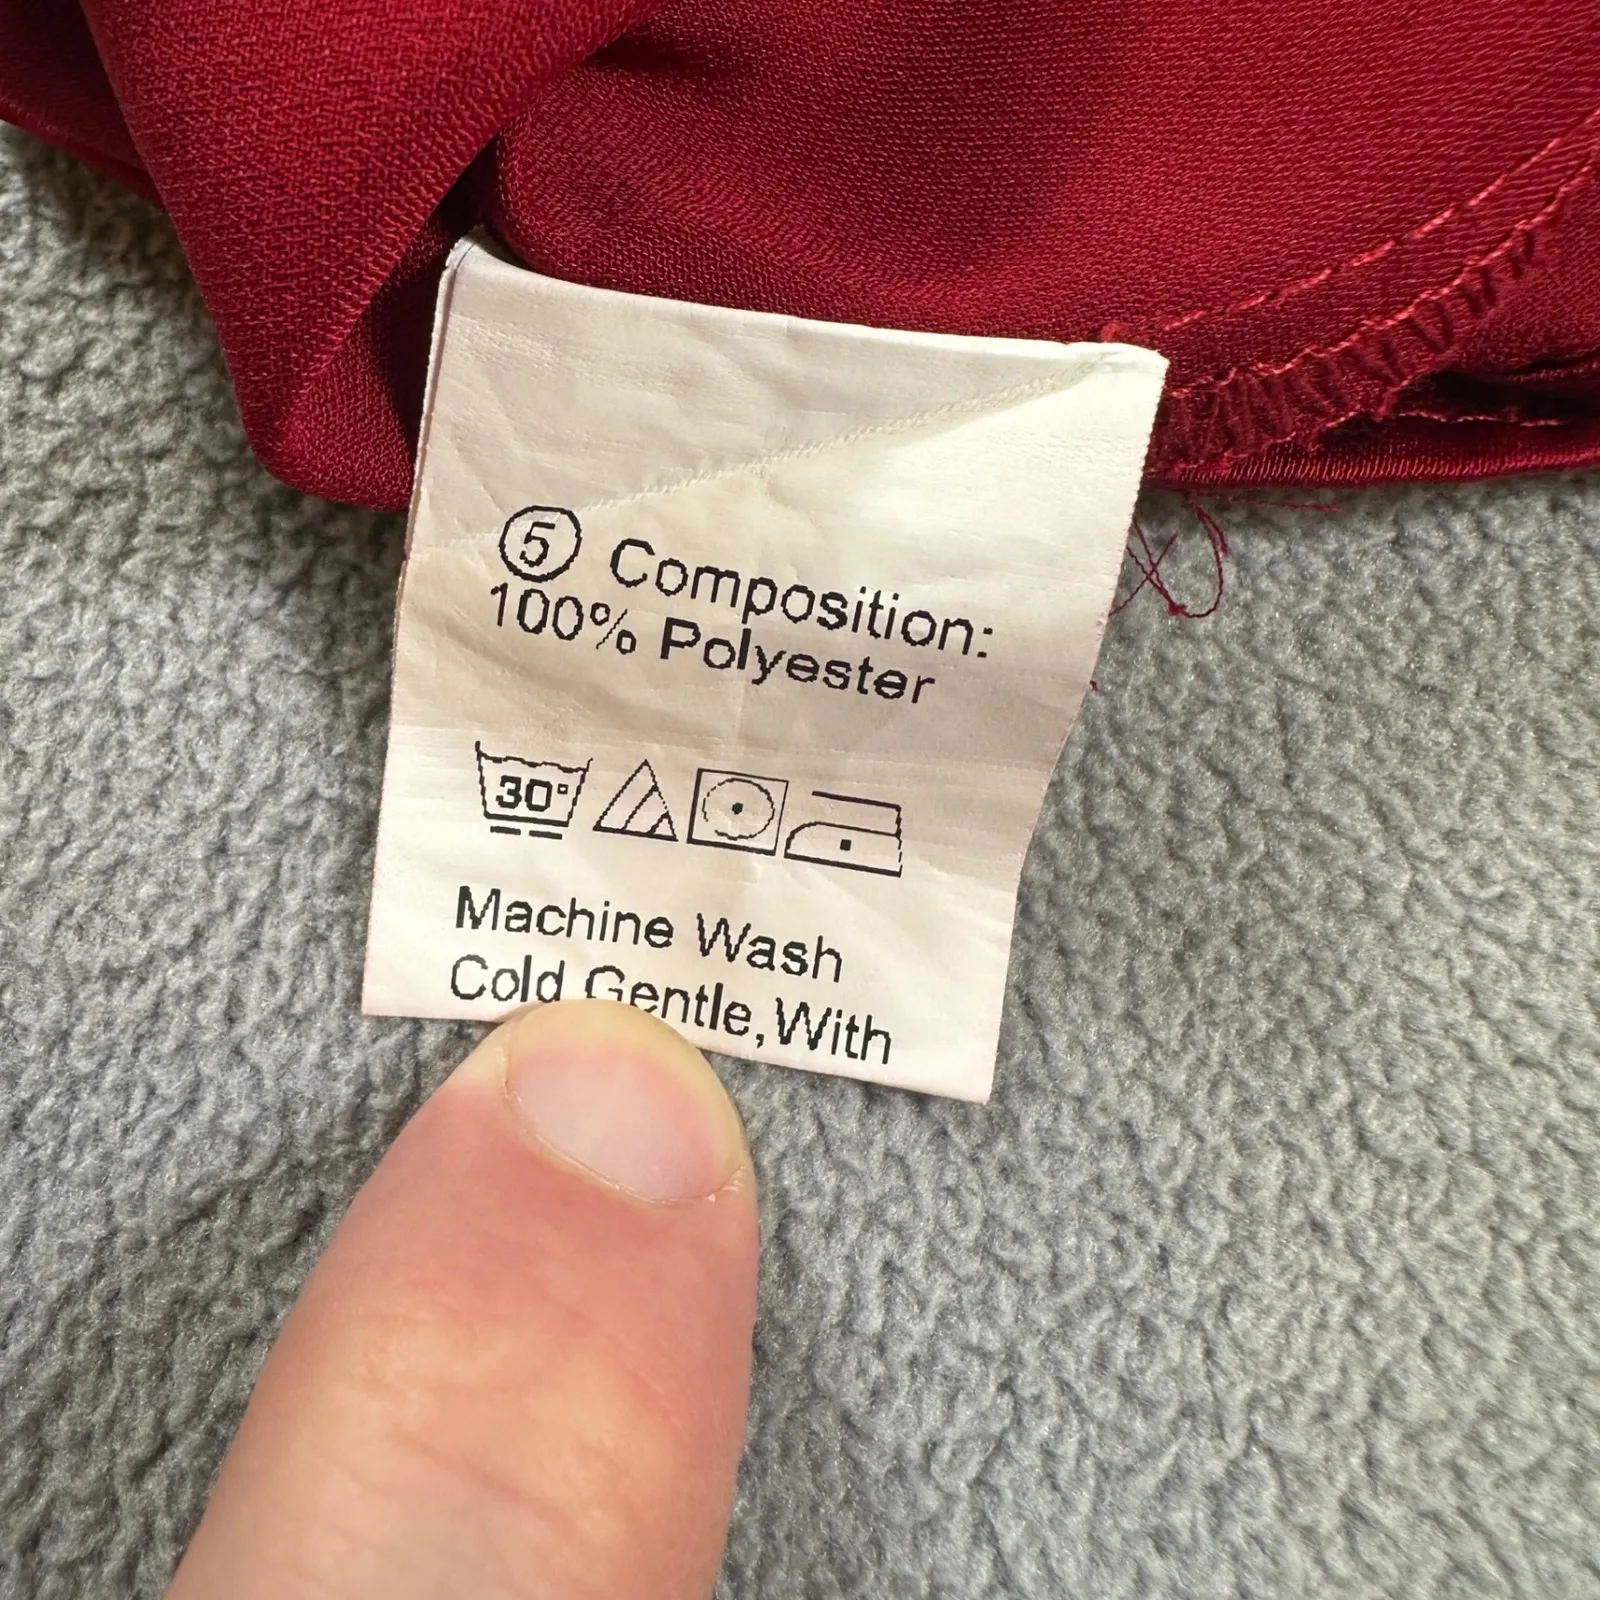 ⑤ Composition:
100% Polyester
30°
Machine Wash
Cold Gentle,With